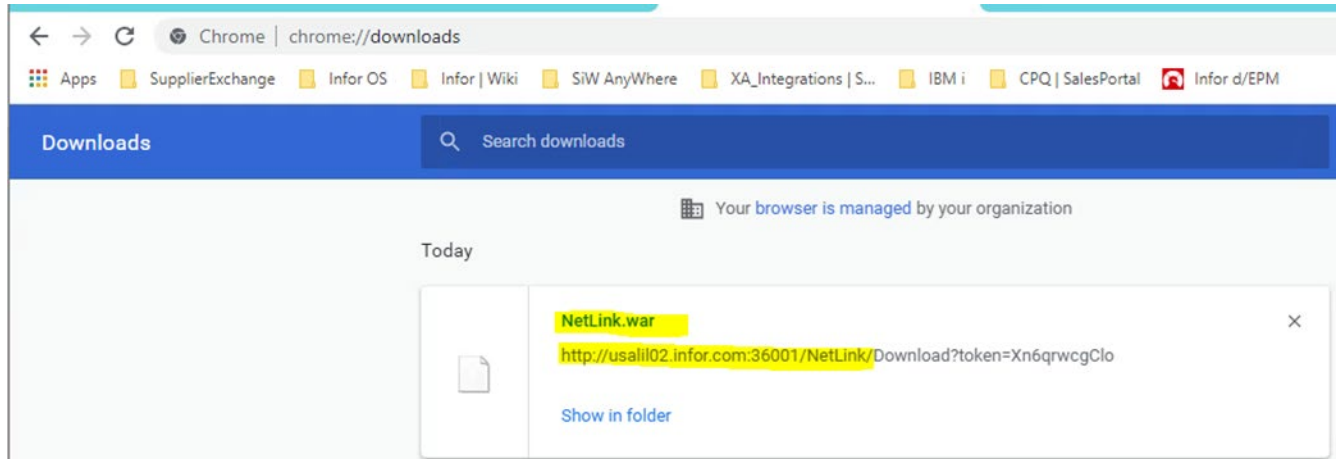 Chrome | chrome://downloads
Apps SupplierExchange Infor OS Infor | Wiki SiW AnyWhere XA_Integrations | S... IBM i CPQ | SalesPortal Infor d/EPM
Downloads Search downloads
Your browser is managed by your organization
Today
NetLink.war
http://usalil02.infor.com:36001/NetLink/Download?token=Xn6qrwcgClo
Show in folder